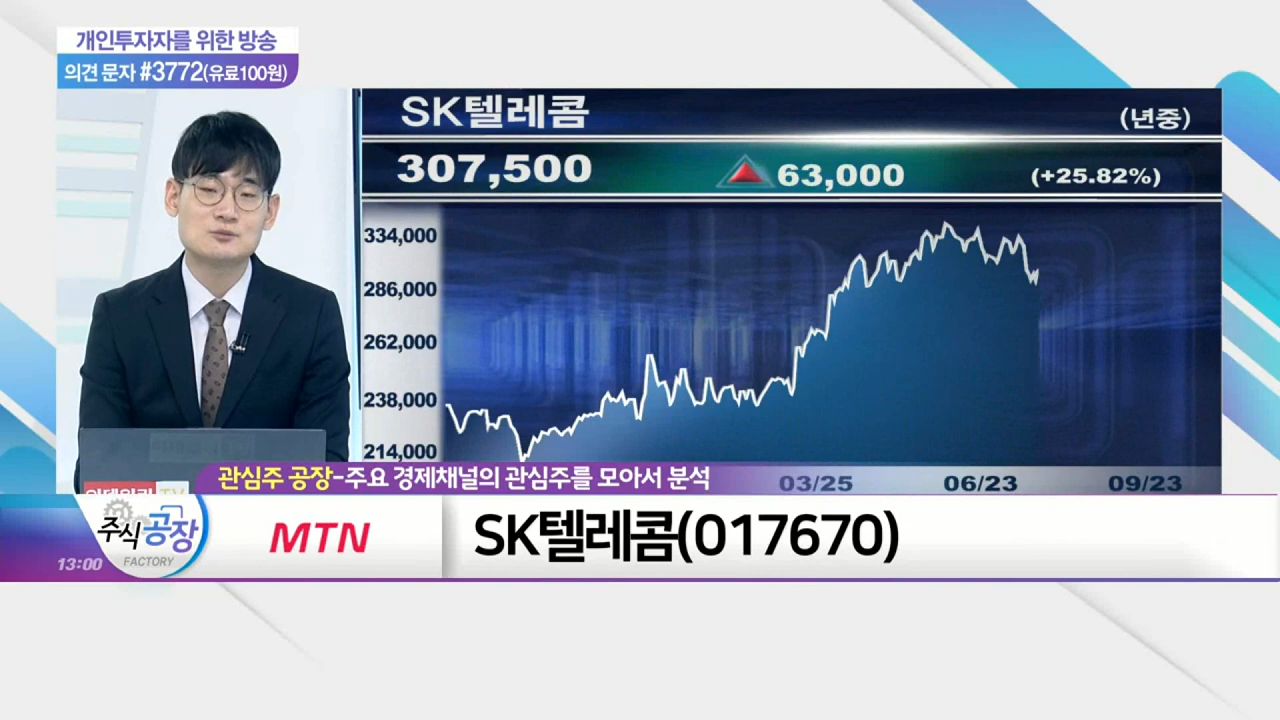 개인투자자를 위한 방송
의견 문자 #3772(유료100원)
SK텔레콤
(년중)
307,500
63,000
(+25.82%)
334,000
286,000
262,000
238,000
214,000
03/25
06/23
09/23
관심주 공장-주요 경제채널의 관심주를 모아서 분석
주식공장
FACTORY
13:00
MTN
SK텔레콤(017670)